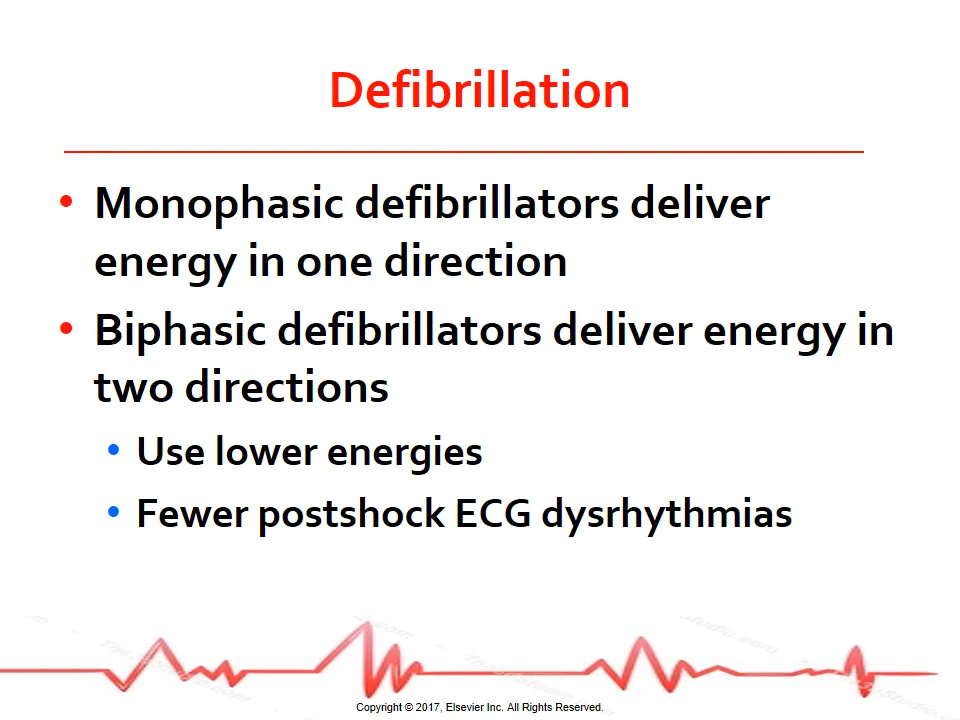 Defibrillation
• Monophasic defibrillators deliver
energy in one direction
• Biphasic defibrillators deliver energy in
two directions
• Use lower energies
• Fewer postshock ECG dysrhythmias
Copyright © 2017, Elsevier Inc. All Rights Reserved.